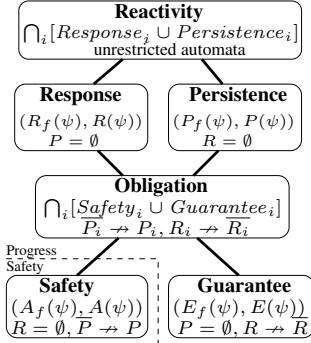 Reactivity
⋂ᵢ[Responseᵢ ∪ Persistenceᵢ]
unrestricted automata
Response
(R_f(ψ), R(ψ))
P = ∅
Persistence
(P_f(ψ), P(ψ))
R = ∅
Obligation
⋂ᵢ[Safetyᵢ ∪ Guaranteeᵢ]
P̅ᵢ ↛ Pᵢ, Rᵢ ↛ R̅ᵢ
Progress
Safety
Safety
(A_f(ψ), A(ψ))
R = ∅, P̅ ↛ P
Guarantee
(E_f(ψ), E(ψ))
P = ∅, R ↛ R̅